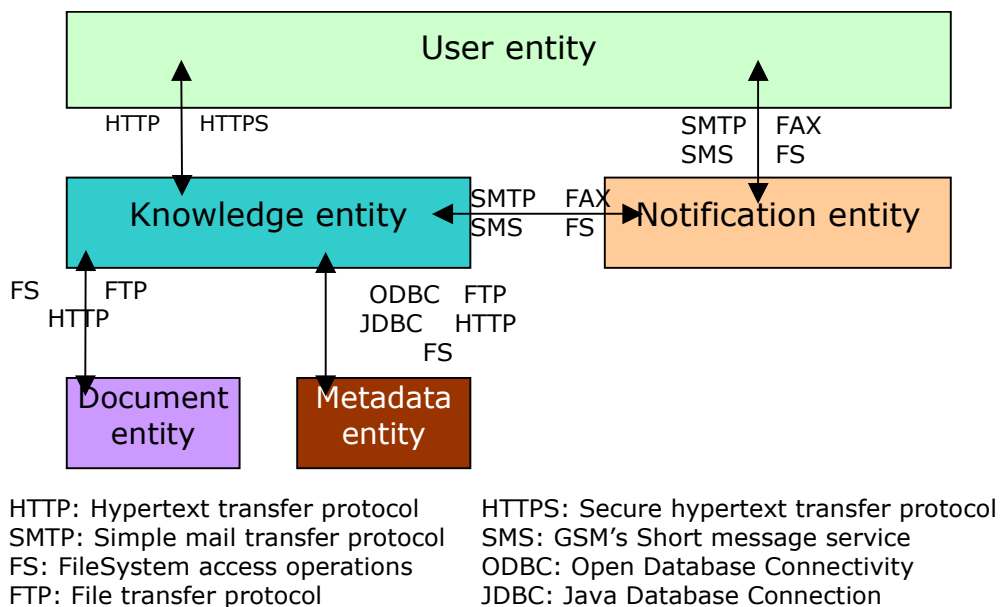 User entity
HTTP HTTPS
SMTP FAX
SMS FS
Knowledge entity
SMTP FAX
SMS FS
Notification entity
FS FTP
HTTP
ODBC FTP
JDBC HTTP
FS
Document
entity
Metadata
entity
HTTP: Hypertext transfer protocol
HTTPS: Secure hypertext transfer protocol
SMTP: Simple mail transfer protocol
SMS: GSM's Short message service
FS: FileSystem access operations
ODBC: Open Database Connectivity
FTP: File transfer protocol
JDBC: Java Database Connection